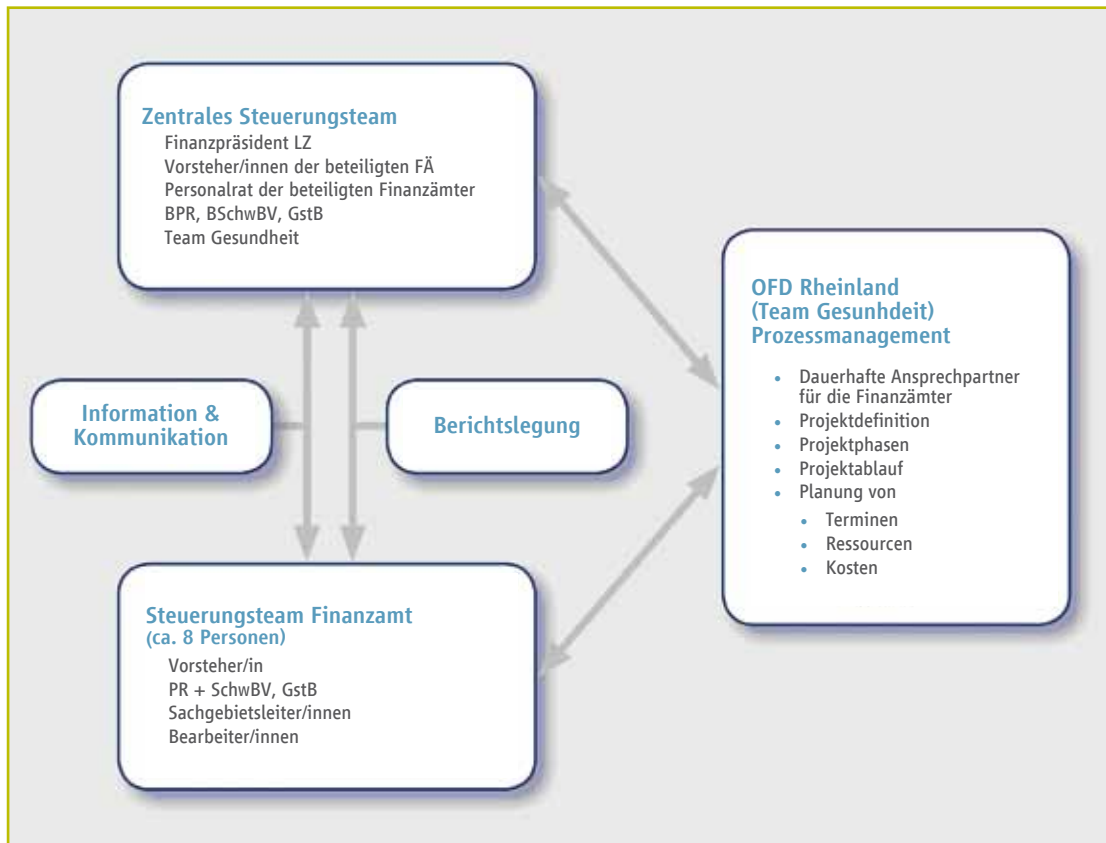 Zentrales Steuerungsteam
Finanzpräsident LZ
Vorsteher/innen der beteiligten FÄ
Personalrat der beteiligten Finanzämter
BPR, BSchwBV, GstB
Team Gesundheit
Information &
Kommunikation
Berichtslegung
OFD Rheinland
(Team Gesunhdeit)
Prozessmanagement
• Dauerhafte Ansprechpartner
für die Finanzämter
• Projektdefinition
• Projektphasen
• Projektablauf
• Planung von
• Terminen
• Ressourcen
• Kosten
Steuerungsteam Finanzamt
(ca. 8 Personen)
Vorsteher/in
PR + SchwBV, GstB
Sachgebietsleiter/innen
Bearbeiter/innen